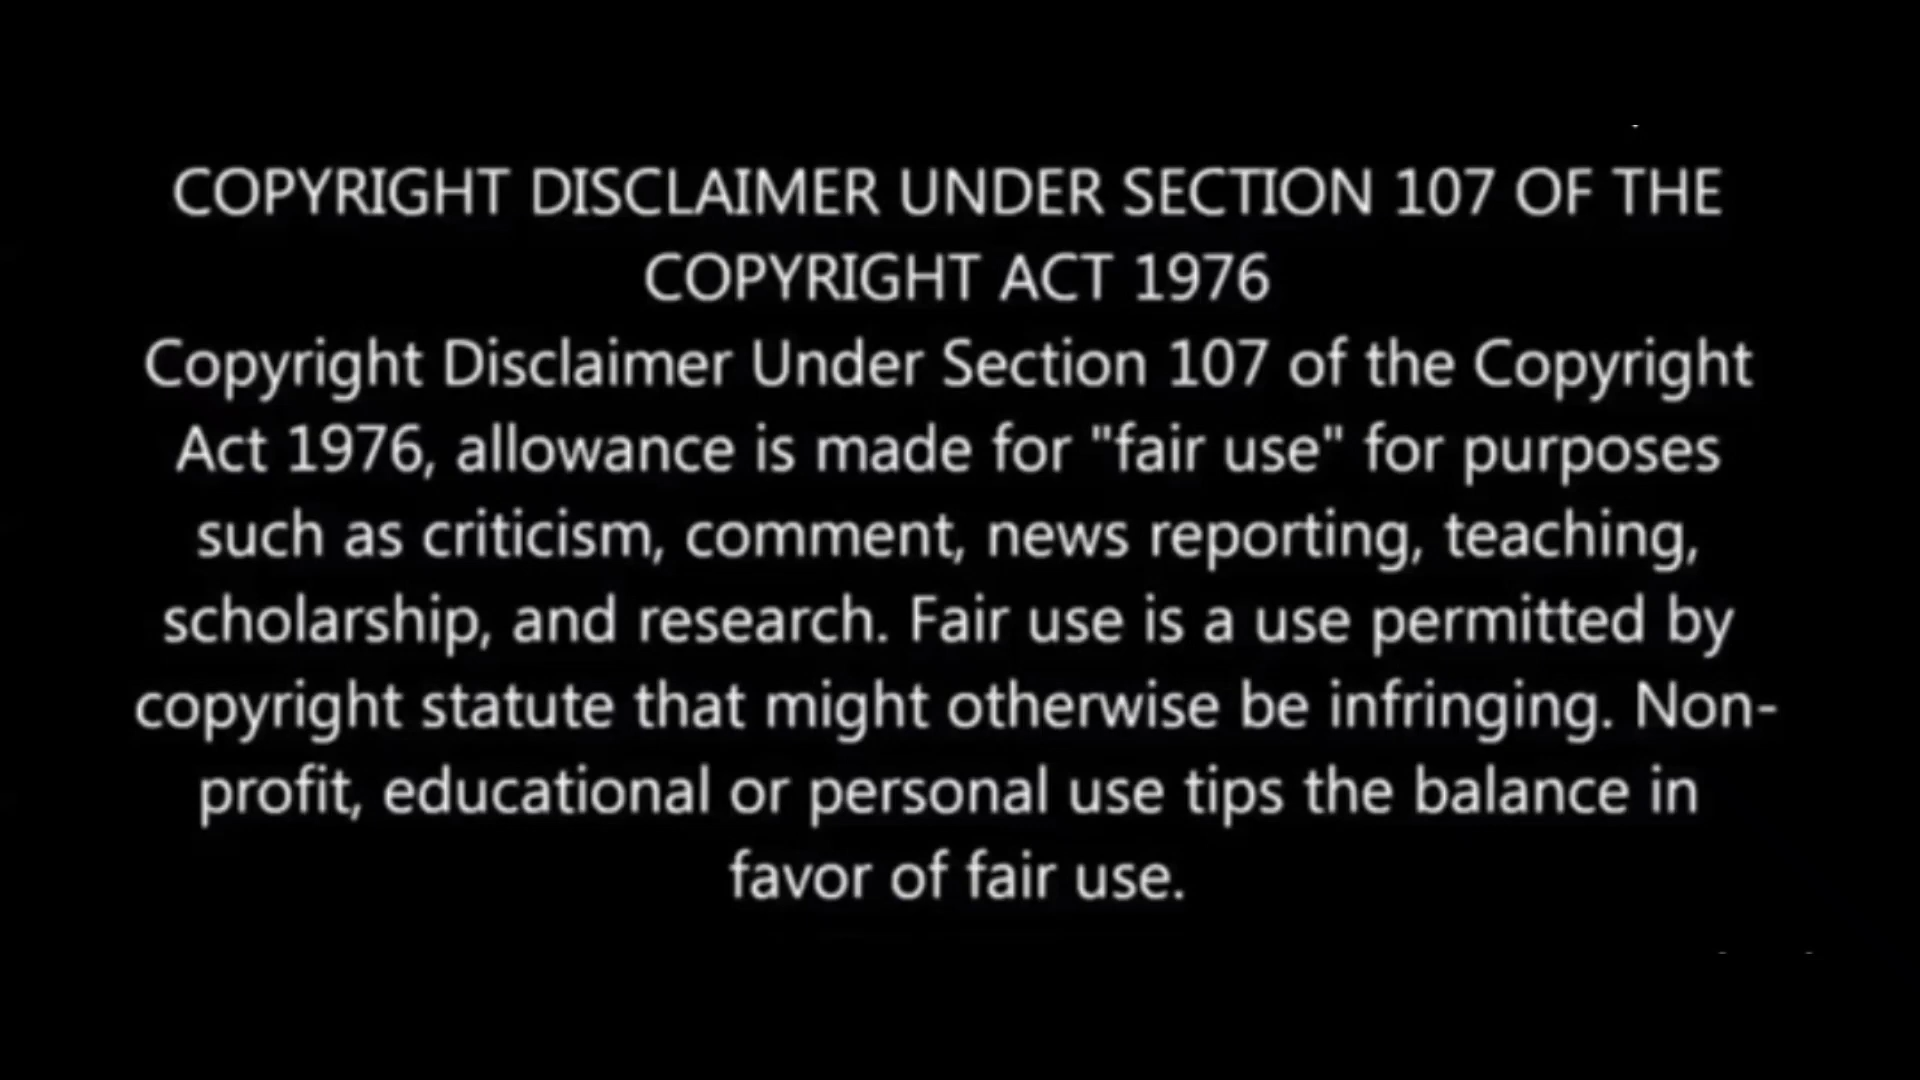 COPYRIGHT DISCLAIMER UNDER SECTION 107 OF THE
COPYRIGHT ACT 1976
Copyright Disclaimer Under Section 107 of the Copyright
Act 1976, allowance is made for "fair use" for purposes
such as criticism, comment, news reporting, teaching,
scholarship, and research. Fair use is a use permitted by
copyright statute that might otherwise be infringing. Non-
profit, educational or personal use tips the balance in
favor of fair use.